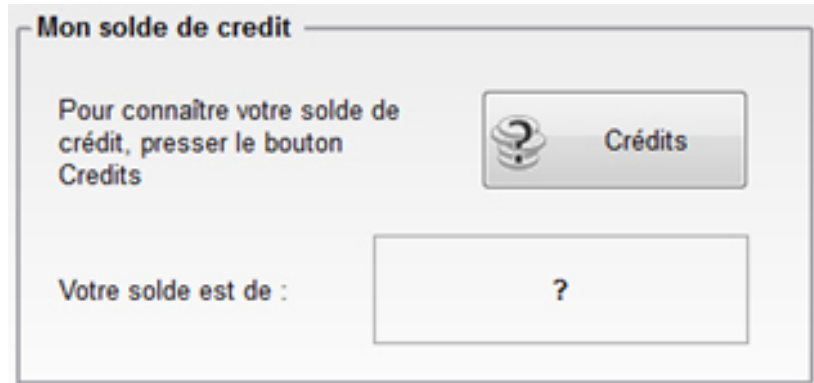 Mon solde de credit
Pour connaître votre solde de
crédit, presser le bouton
Credits
Crédits
Votre solde est de :
?